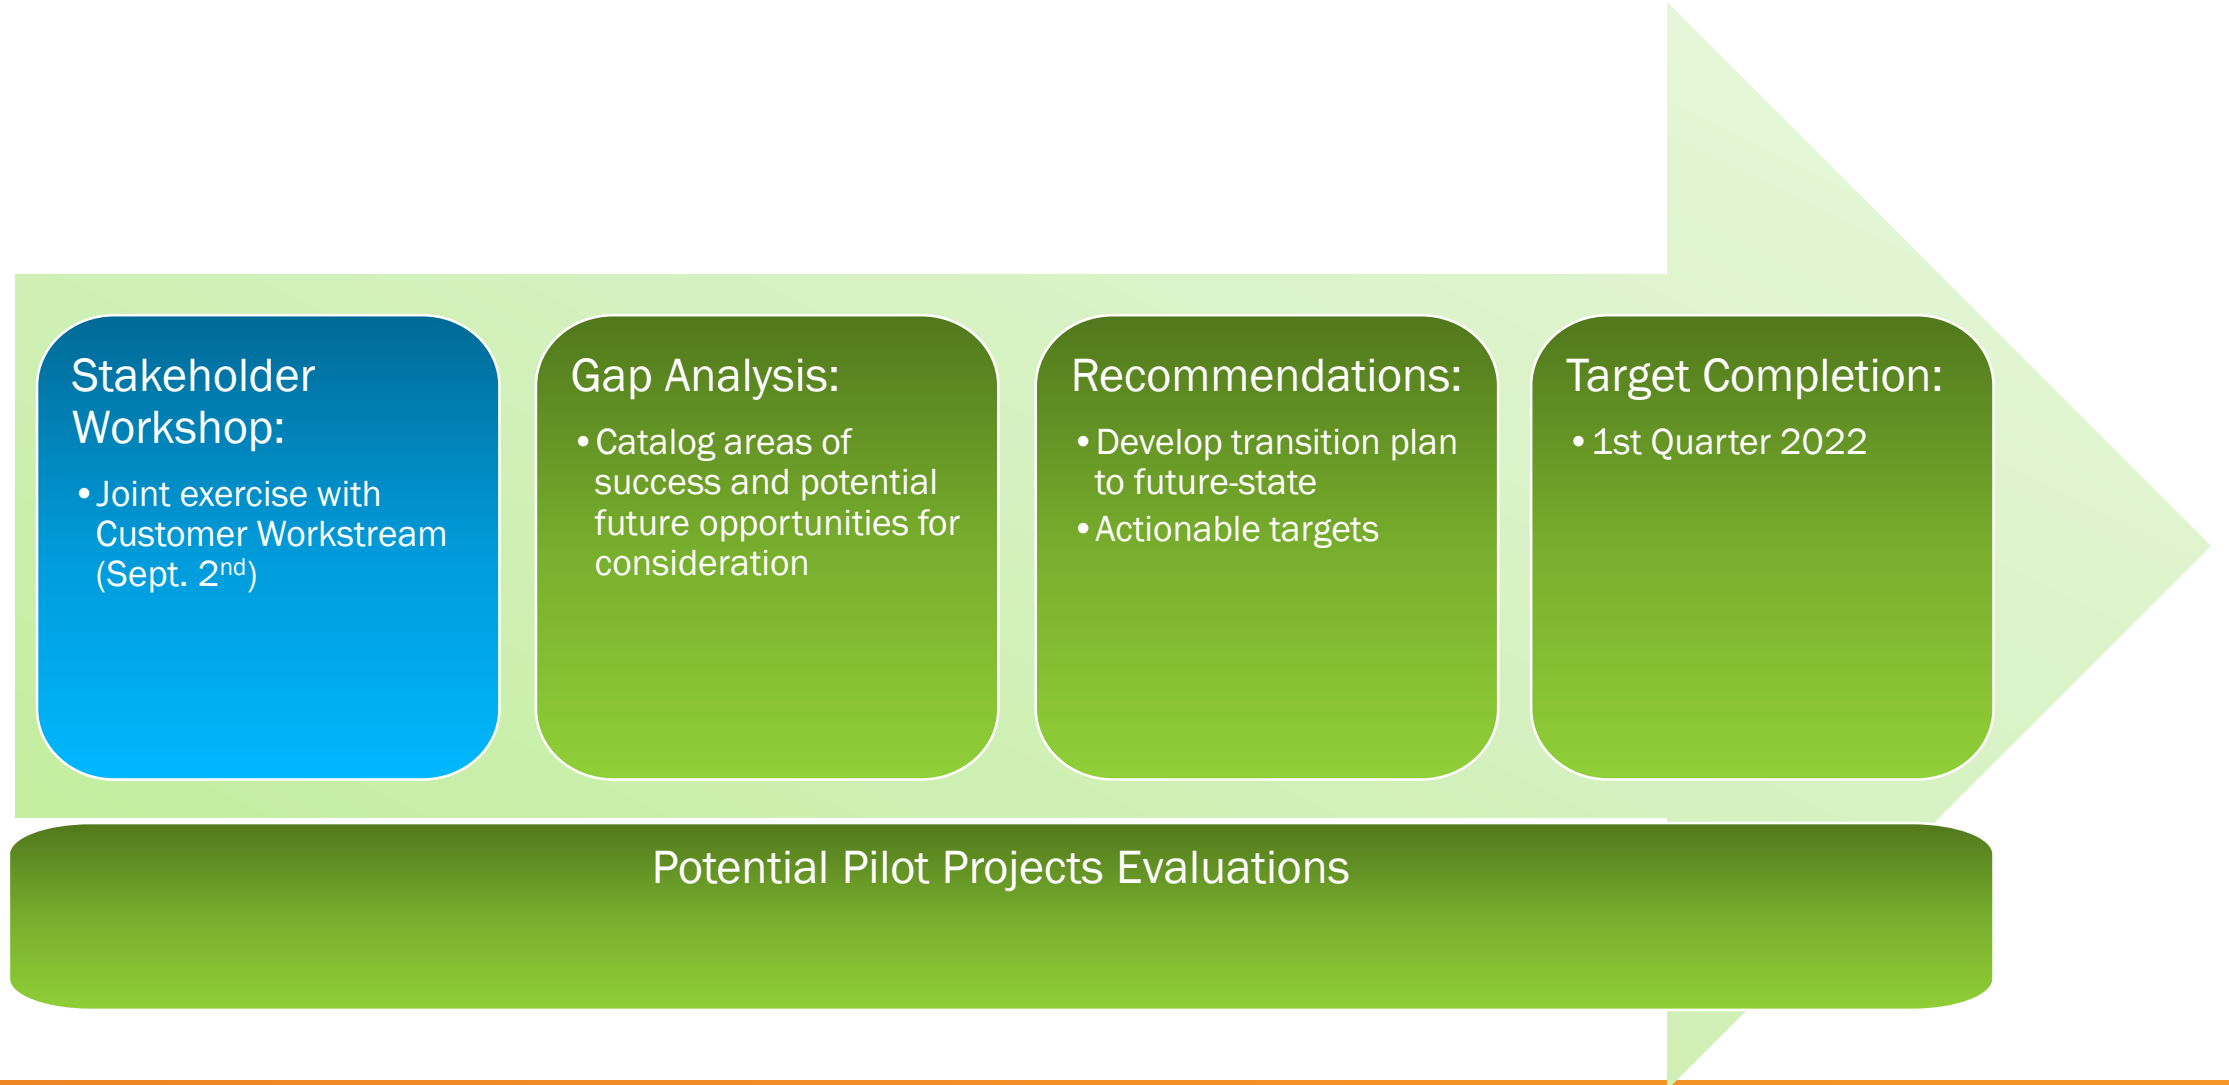 Stakeholder
Workshop:
•Joint exercise with
Customer Workstream
(Sept. 2nd)
Gap Analysis:
•Catalog areas of
success and potential
future opportunities for
consideration
Recommendations:
•Develop transition plan
to future-state
•Actionable targets
Target Completion:
•1st Quarter 2022
Potential Pilot Projects Evaluations